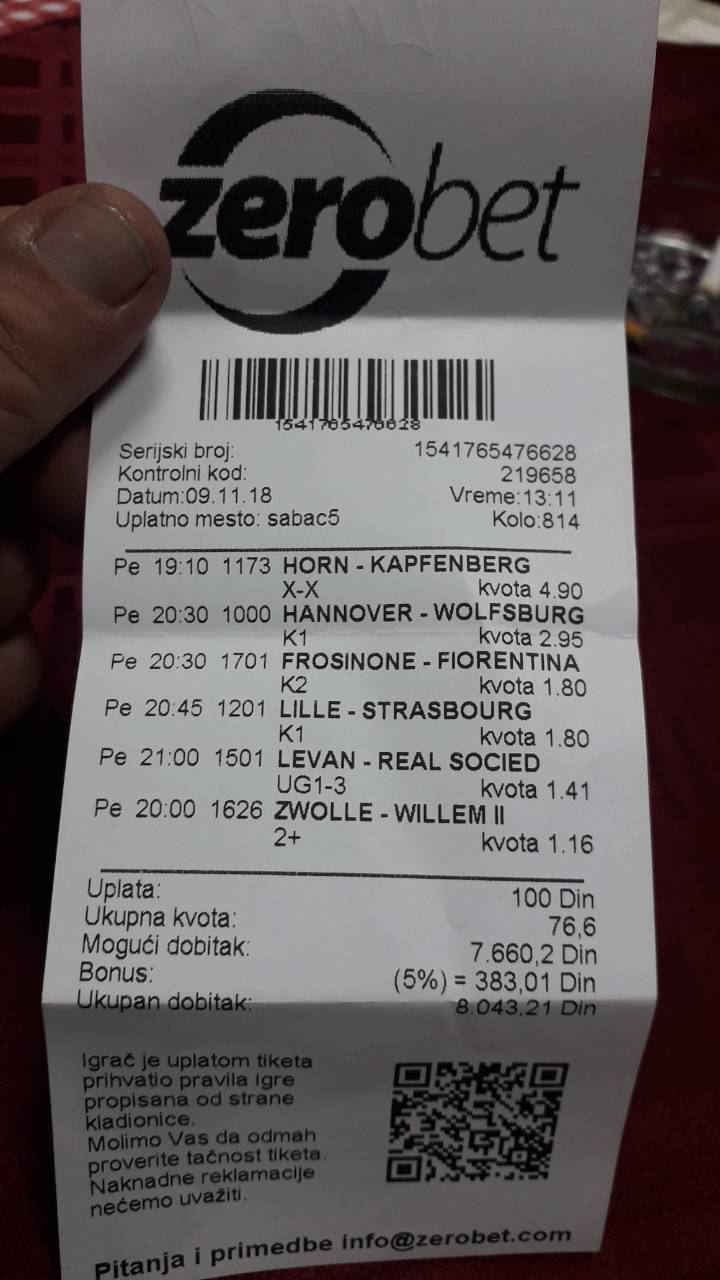 zerobet
1541765476628
Serijski broj: 1541765476628
Kontrolni kod: 219658
Datum:09.11.18 Vreme:13:11
Uplatno mesto: sabac5 Kolo:814
Pe 19:10 1173 HORN - KAPFENBERG
X-X kvota 4.90
Pe 20:30 1000 HANNOVER - WOLFSBURG
K1 kvota 2.95
Pe 20:30 1701 FROSINONE - FIORENTINA
K2 kvota 1.80
Pe 20:45 1201 LILLE - STRASBOURG
K1 kvota 1.80
Pe 21:00 1501 LEVAN - REAL SOCIED
UG1-3 kvota 1.41
Pe 20:00 1626 ZWOLLE - WILLEM II
2+ kvota 1.16
Uplata: 100 Din
Ukupna kvota: 76,6
Mogući dobitak: 7.660,2 Din
Bonus: (5%) = 383,01 Din
Ukupan dobitak: 8.043,21 Din
Igrač je uplatom tiketa
prihvatio pravila igre
propisana od strane
kladionice.
Molimo Vas da odmah
proverite tačnost tiketa.
Naknadne reklamacije
nećemo uvažiti.
Pitanja i primedbe info@zerobet.com